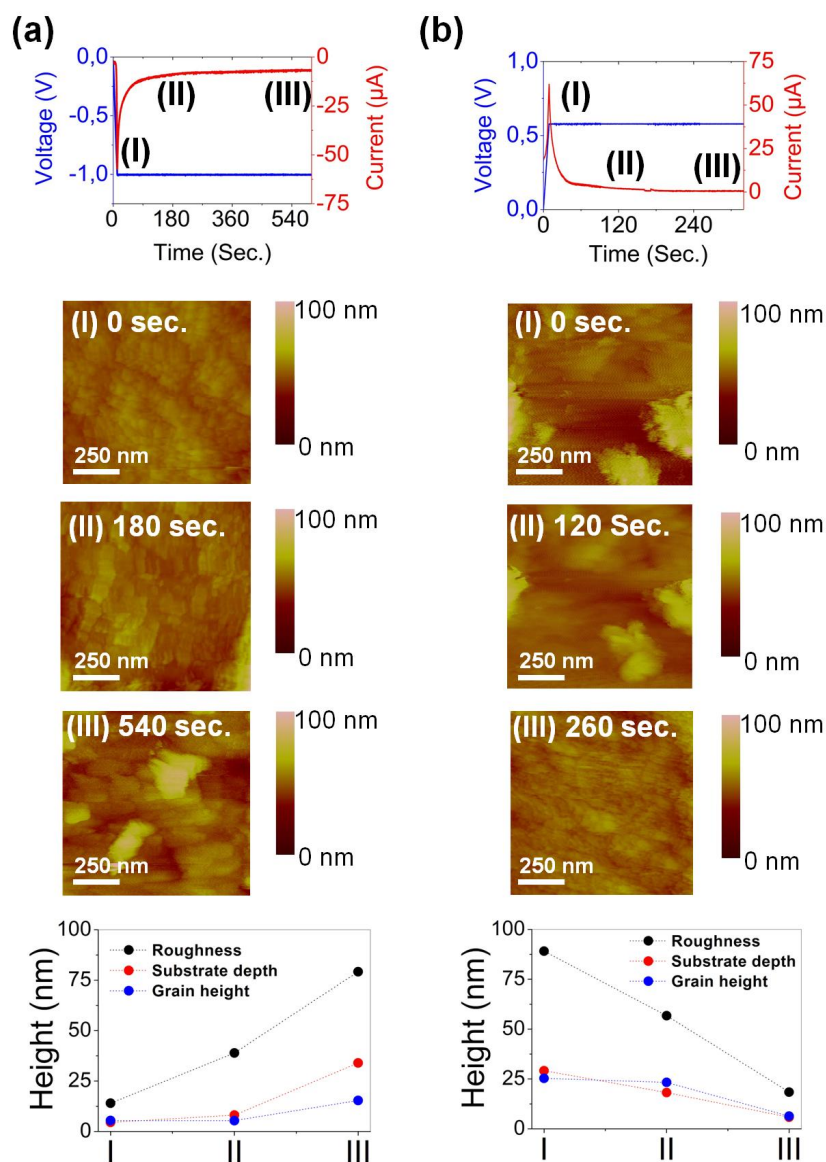 (a)
0,0
-0,5
-1,0
Voltage (V)
0
-25
-50
-75
Current (µA)
(I)
(II)
(III)
0
180
360
540
Time (Sec.)
(I) 0 sec.
250 nm
100 nm
0 nm
(II) 180 sec.
250 nm
100 nm
0 nm
(III) 540 sec.
250 nm
100 nm
0 nm
100
75
50
25
0
Height (nm)
Roughness
Substrate depth
Grain height
I
II
III
(b)
1,0
0,5
0,0
Voltage (V)
75
50
25
0
Current (µA)
(I)
(II)
(III)
0
120
240
Time (Sec.)
(I) 0 sec.
250 nm
100 nm
0 nm
(II) 120 Sec.
250 nm
100 nm
0 nm
(III) 260 sec.
250 nm
100 nm
0 nm
100
75
50
25
0
Height (nm)
Roughness
Substrate depth
Grain height
I
II
III